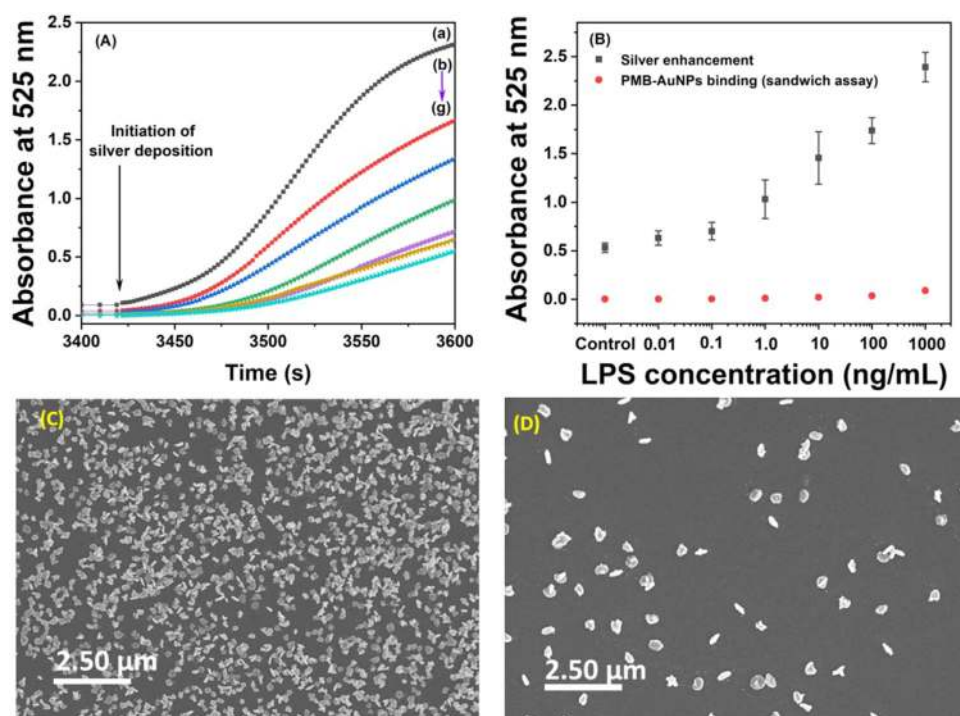 (A)
(a)
(b)
(g)
Initiation of
silver deposition
Absorbance at 525 nm
2.5
2.0
1.5
1.0
0.5
0.0
3400
3450
3500
3550
3600
Time (s)
(B)
Silver enhancement
PMB-AuNPs binding (sandwich assay)
Absorbance at 525 nm
2.5
2.0
1.5
1.0
0.5
0.0
Control
0.01
0.1
1.0
10
100
1000
LPS concentration (ng/mL)
(C)
2.50 µm
(D)
2.50 µm